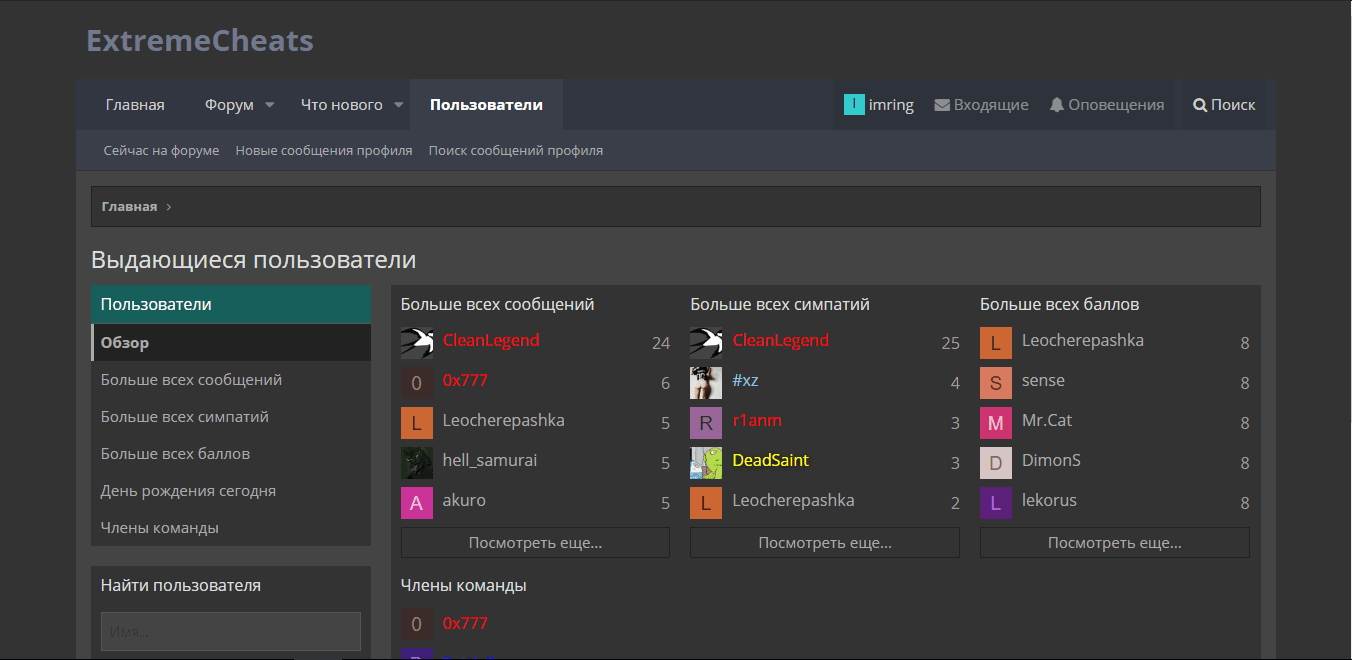 ExtremeCheats
Главная Форум Что нового Пользователи I imring Входящие Оповещения Поиск
Сейчас на форуме Новые сообщения профиля Поиск сообщений профиля
Главная
Выдающиеся пользователи
Пользователи
Обзор
Больше всех сообщений
Больше всех симпатий
Больше всех баллов
День рождения сегодня
Члены команды
Найти пользователя
Имя...
Больше всех сообщений
CleanLegend 24
0 0x777 6
L Leocherepashka 5
hell_samurai 5
A akuro 5
Посмотреть еще...
Больше всех симпатий
CleanLegend 25
#xz 4
R r1anm 3
DeadSaint 3
L Leocherepashka 2
Посмотреть еще...
Больше всех баллов
L Leocherepashka 8
S sense 8
M Mr.Cat 8
D DimonS 8
L lekorus 8
Посмотреть еще...
Члены команды
0 0x777